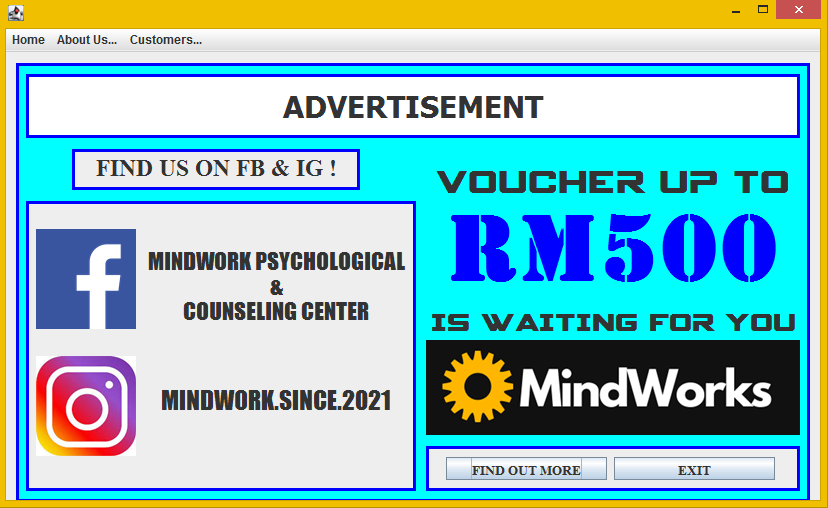 Home About Us... Customers...
ADVERTISEMENT
FIND US ON FB & IG !
MINDWORK PSYCHOLOGICAL
&
COUNSELING CENTER
MINDWORK.SINCE.2021
VOUCHER UP TO
RM500
IS WAITING FOR YOU
MindWorks
FIND OUT MORE EXIT